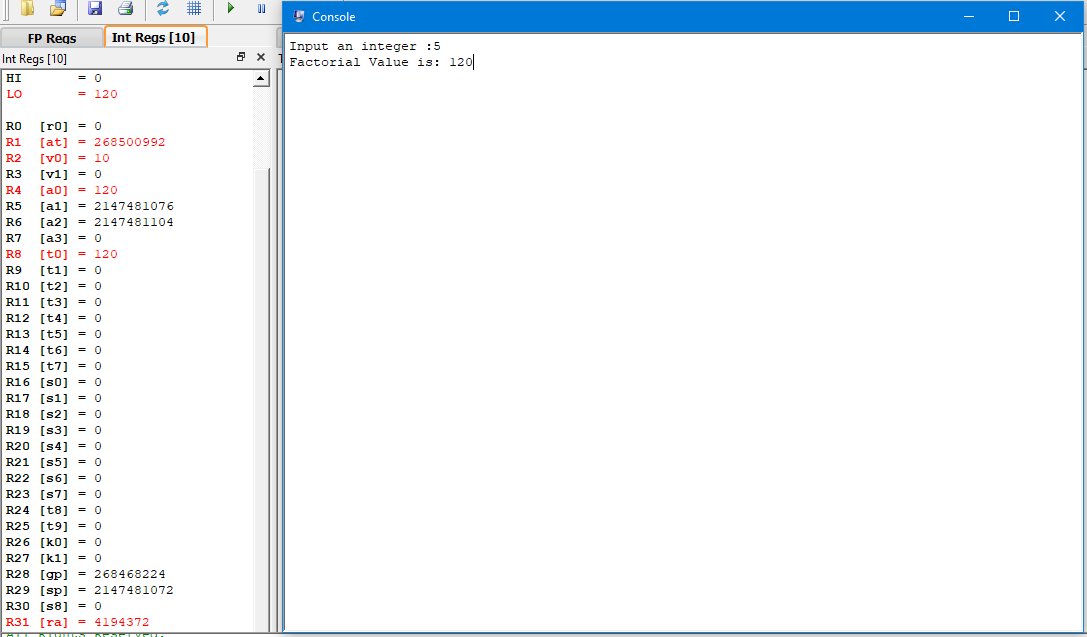 Console
FP Regs
Int Regs [10]
Int Regs [10]
HI = 0
LO = 120
R0 [r0] = 0
R1 [at] = 268500992
R2 [v0] = 10
R3 [v1] = 0
R4 [a0] = 120
R5 [a1] = 2147481076
R6 [a2] = 2147481104
R7 [a3] = 0
R8 [t0] = 120
R9 [t1] = 0
R10 [t2] = 0
R11 [t3] = 0
R12 [t4] = 0
R13 [t5] = 0
R14 [t6] = 0
R15 [t7] = 0
R16 [s0] = 0
R17 [s1] = 0
R18 [s2] = 0
R19 [s3] = 0
R20 [s4] = 0
R21 [s5] = 0
R22 [s6] = 0
R23 [s7] = 0
R24 [t8] = 0
R25 [t9] = 0
R26 [k0] = 0
R27 [k1] = 0
R28 [gp] = 268468224
R29 [sp] = 2147481072
R30 [s8] = 0
R31 [ra] = 4194372
All Rights Reserved.
Input an integer :5
Factorial Value is: 120